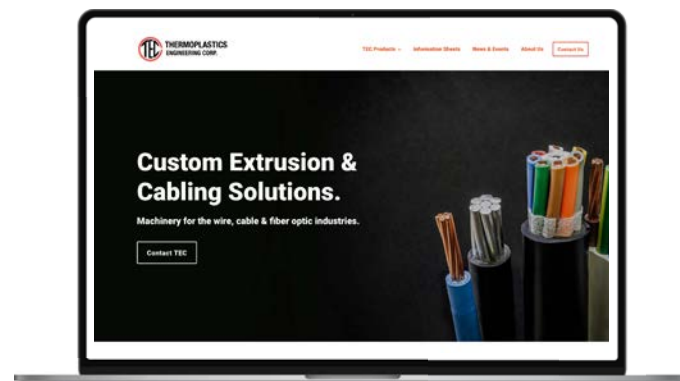 TEC THERMOPLASTICS
ENGINEERING CORP.
TEC Products
Information Sheets
News & Events
About Us
Contact Us
Custom Extrusion &
Cabling Solutions.
Machinery for the wire, cable & fiber optic industries.
Contact TEC